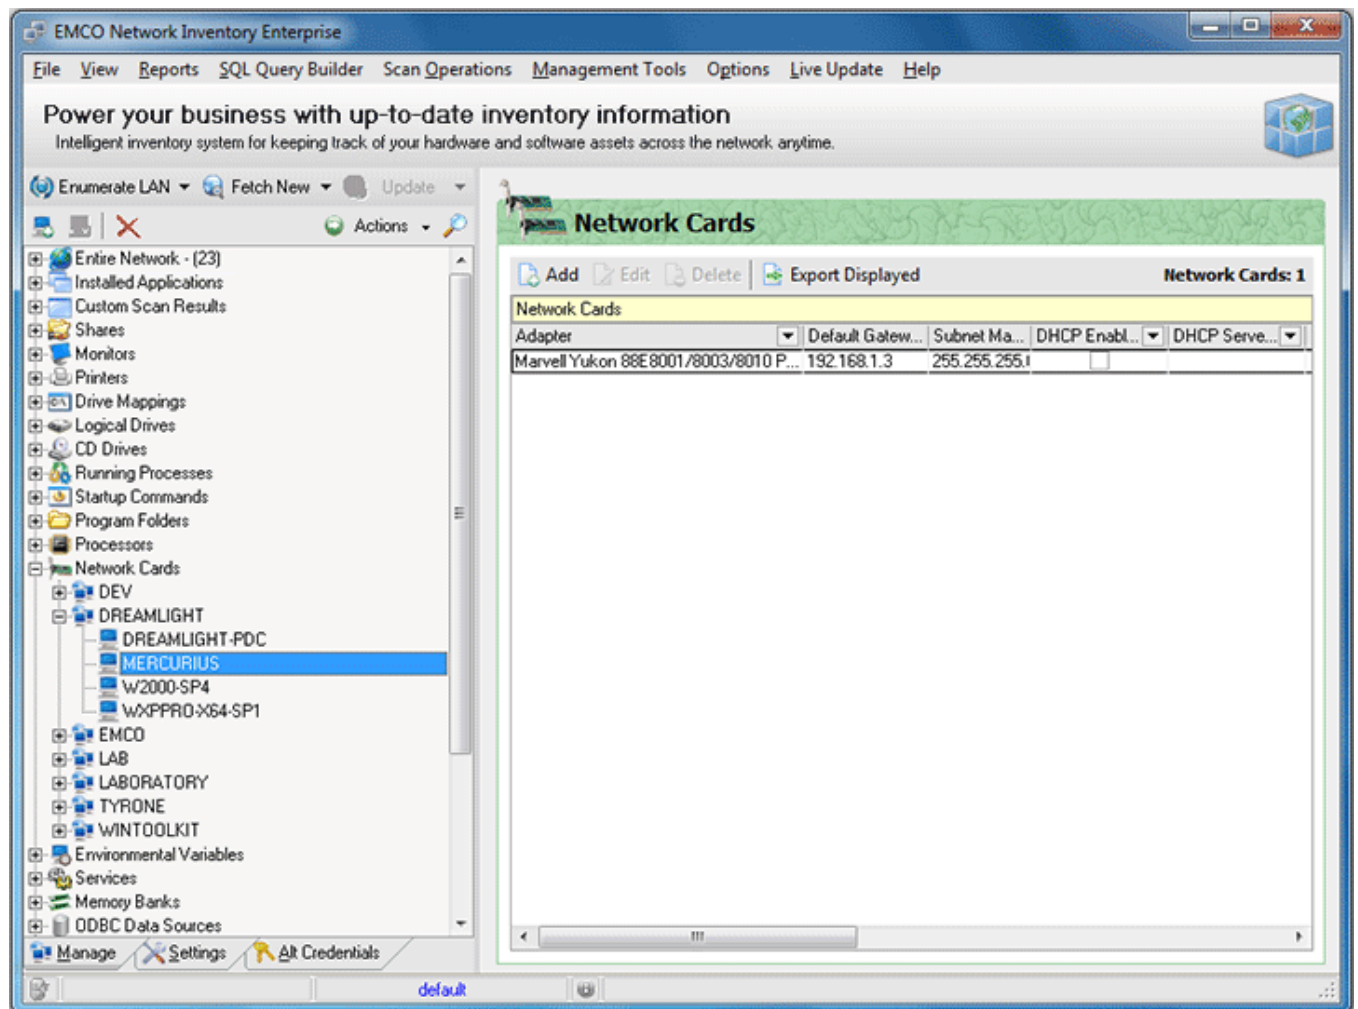 EMCO Network Inventory Enterprise
File View Reports SQL Query Builder Scan Operations Management Tools Options Live Update Help
Power your business with up-to-date inventory information
Intelligent inventory system for keeping track of your hardware and software assets across the network anytime.
Enumerate LAN Fetch New Update
Actions
Network Cards
Entire Network - (23)
Installed Applications
Custom Scan Results
Shares
Monitors
Printers
Drive Mappings
Logical Drives
CD Drives
Running Processes
Startup Commands
Program Folders
Processors
Network Cards
DEV
DREAMLIGHT
DREAMLIGHT-PDC
MERCURIUS
W2000-SP4
WXPPRO-X64-SP1
EMCO
LAB
LABORATORY
TYRONE
WINTOOLKIT
Environmental Variables
Services
Memory Banks
ODBC Data Sources
Manage Settings Alt Credentials
Add Edit Delete Export Displayed Network Cards: 1
Network Cards
Adapter Default Gatew... Subnet Ma... DHCP Enabl... DHCP Serve...
Marvell Yukon 88E8001/8003/8010 P... 192.168.1.3 255.255.255.
default